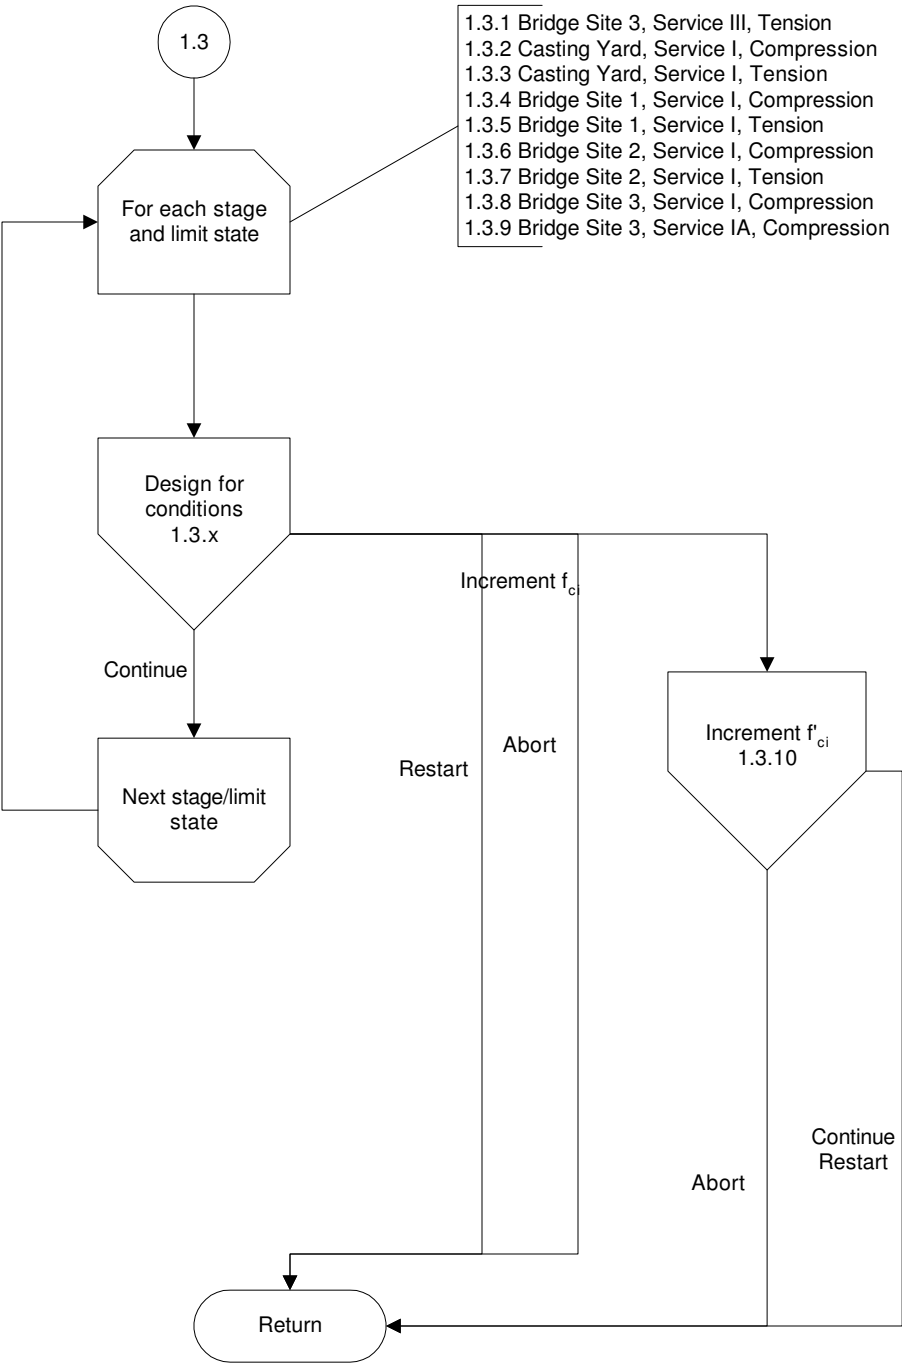 1.3
1.3.1 Bridge Site 3, Service III, Tension
1.3.2 Casting Yard, Service I, Compression
1.3.3 Casting Yard, Service I, Tension
1.3.4 Bridge Site 1, Service I, Compression
1.3.5 Bridge Site 1, Service I, Tension
1.3.6 Bridge Site 2, Service I, Compression
1.3.7 Bridge Site 2, Service I, Tension
1.3.8 Bridge Site 3, Service I, Compression
1.3.9 Bridge Site 3, Service IA, Compression
For each stage
and limit state
Design for
conditions
1.3.x
Increment fci
Continue
Increment f'ci
1.3.10
Restart
Abort
Next stage/limit
state
Abort
Continue
Restart
Return